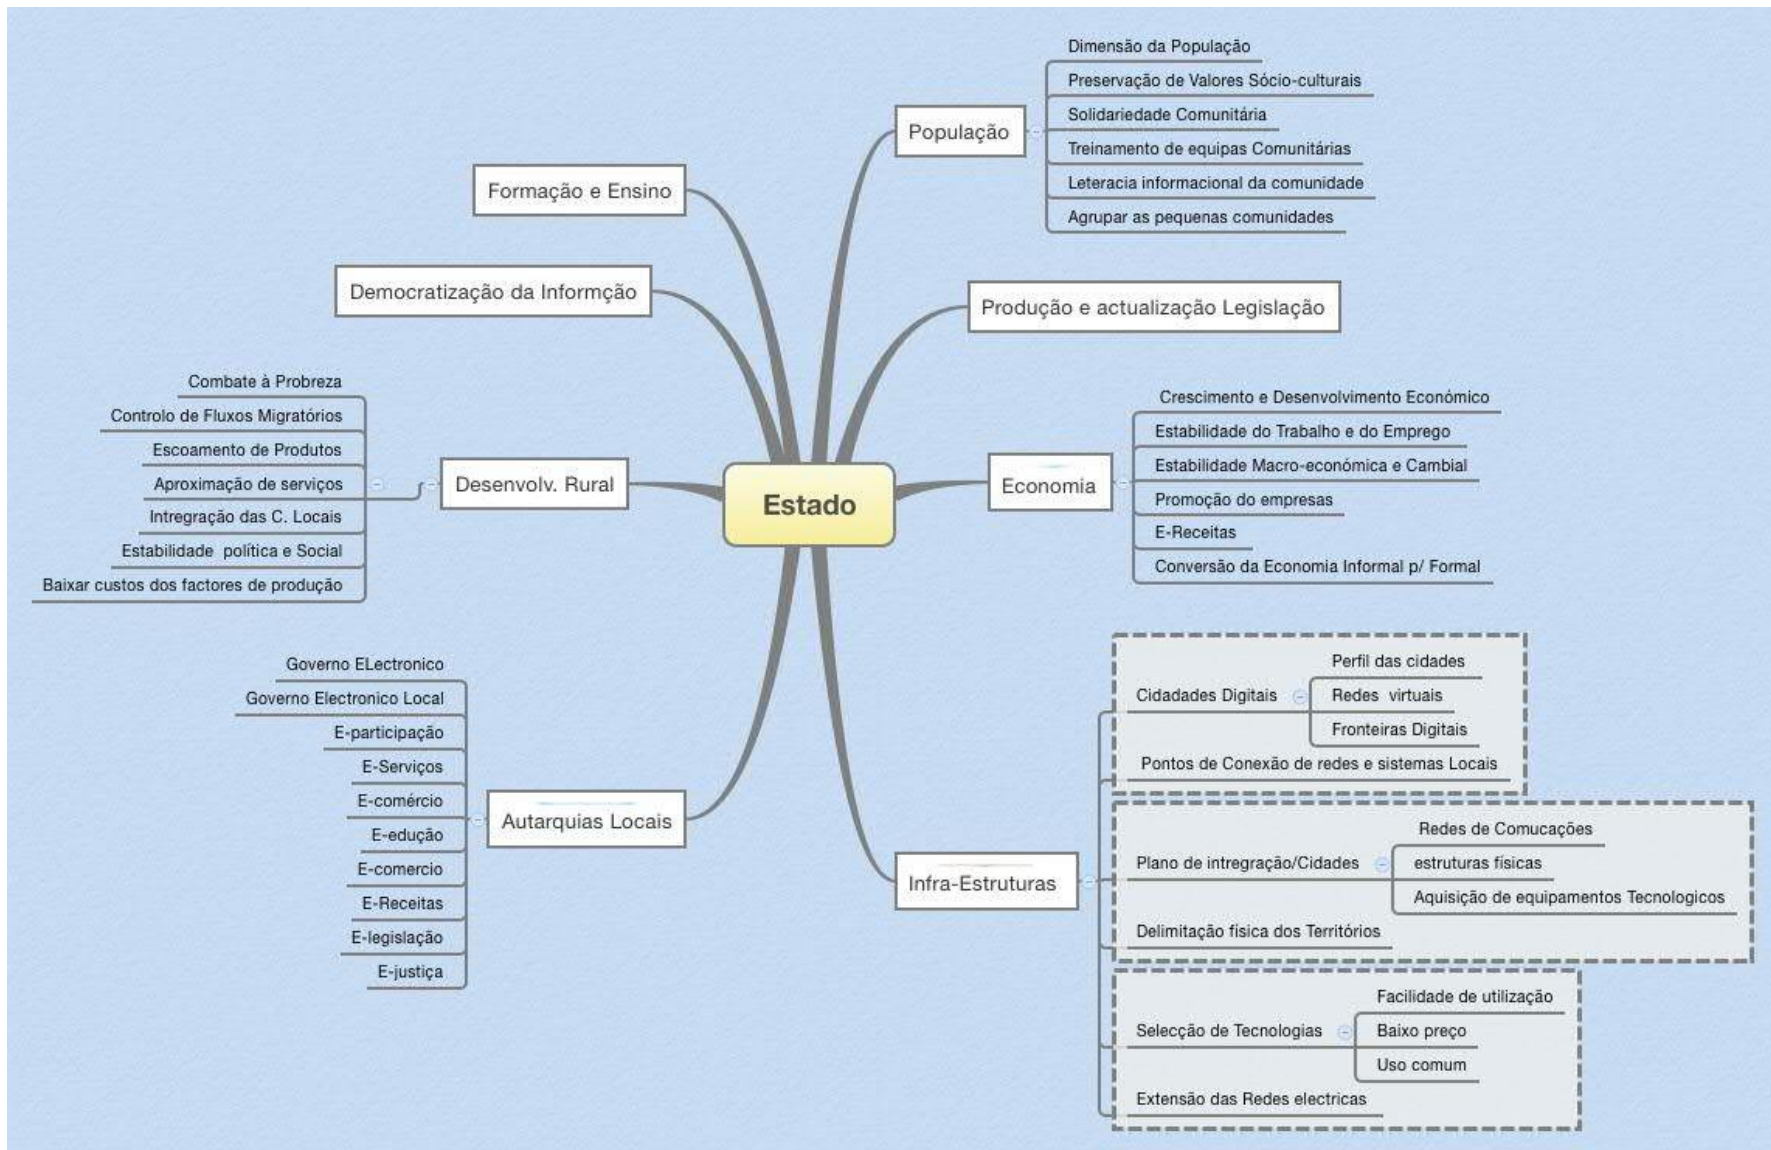 Dimensão da População
Preservação de Valores Sócio-culturais
Solidariedade Comunitária
População
Treinamento de equipas Comunitárias
Leteracia informacional da comunidade
Agrupar as pequenas comunidades
Formação e Ensino
Democratização da Informção
Produção e actualização Legislação
Combate à Probreza
Controlo de Fluxos Migratórios
Escoamento de Produtos
Aproximação de serviços
Intregração das C. Locais
Estabilidade política e Social
Baixar custos dos factores de produção
Desenvolv. Rural
Estado
Economia
Crescimento e Desenvolvimento Económico
Estabilidade do Trabalho e do Emprego
Estabilidade Macro-económica e Cambial
Promoção do empresas
E-Receitas
Conversão da Economia Informal p/ Formal
Governo ELectronico
Governo Electronico Local
E-participação
E-Serviços
E-comércio
E-edução
E-comercio
E-Receitas
E-legislação
E-justiça
Autarquias Locais
Infra-Estruturas
Cidadades Digitais
Perfil das cidades
Redes virtuais
Fronteiras Digitais
Pontos de Conexão de redes e sistemas Locais
Plano de intregração/Cidades
Redes de Comucações
estruturas físicas
Aquisição de equipamentos Tecnologicos
Delimitação fisica dos Territórios
Selecção de Tecnologias
Facilidade de utilização
Baixo preço
Uso comum
Extensão das Redes electricas